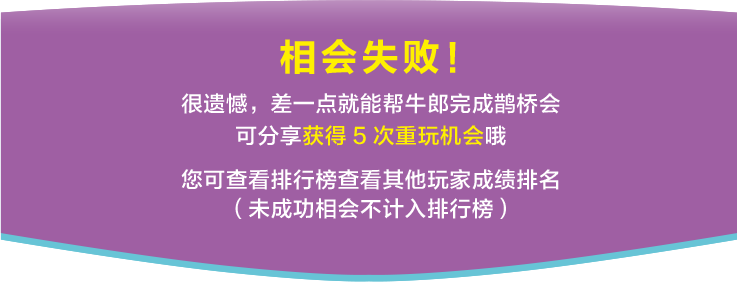 相会失败!
很遗憾，差一点就能帮牛郎完成鹊桥会
可分享获得 5 次重玩机会哦
您可查看排行榜查看其他玩家成绩排名
（未成功相会不计入排行榜）